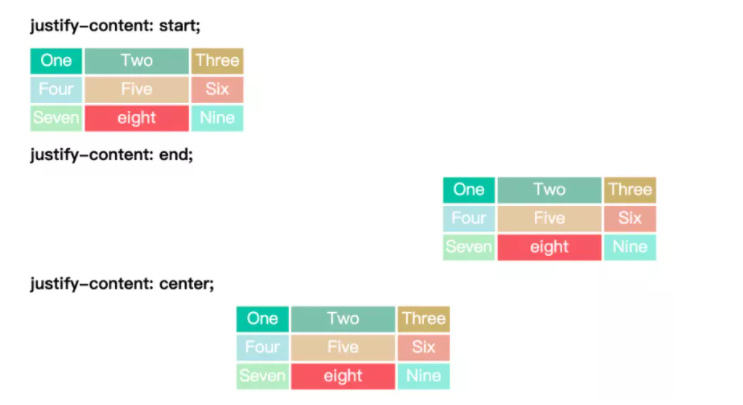 justify-content: start;
One Two Three
Four Five Six
Seven eight Nine
justify-content: end;
One Two Three
Four Five Six
Seven eight Nine
justify-content: center;
One Two Three
Four Five Six
Seven eight Nine